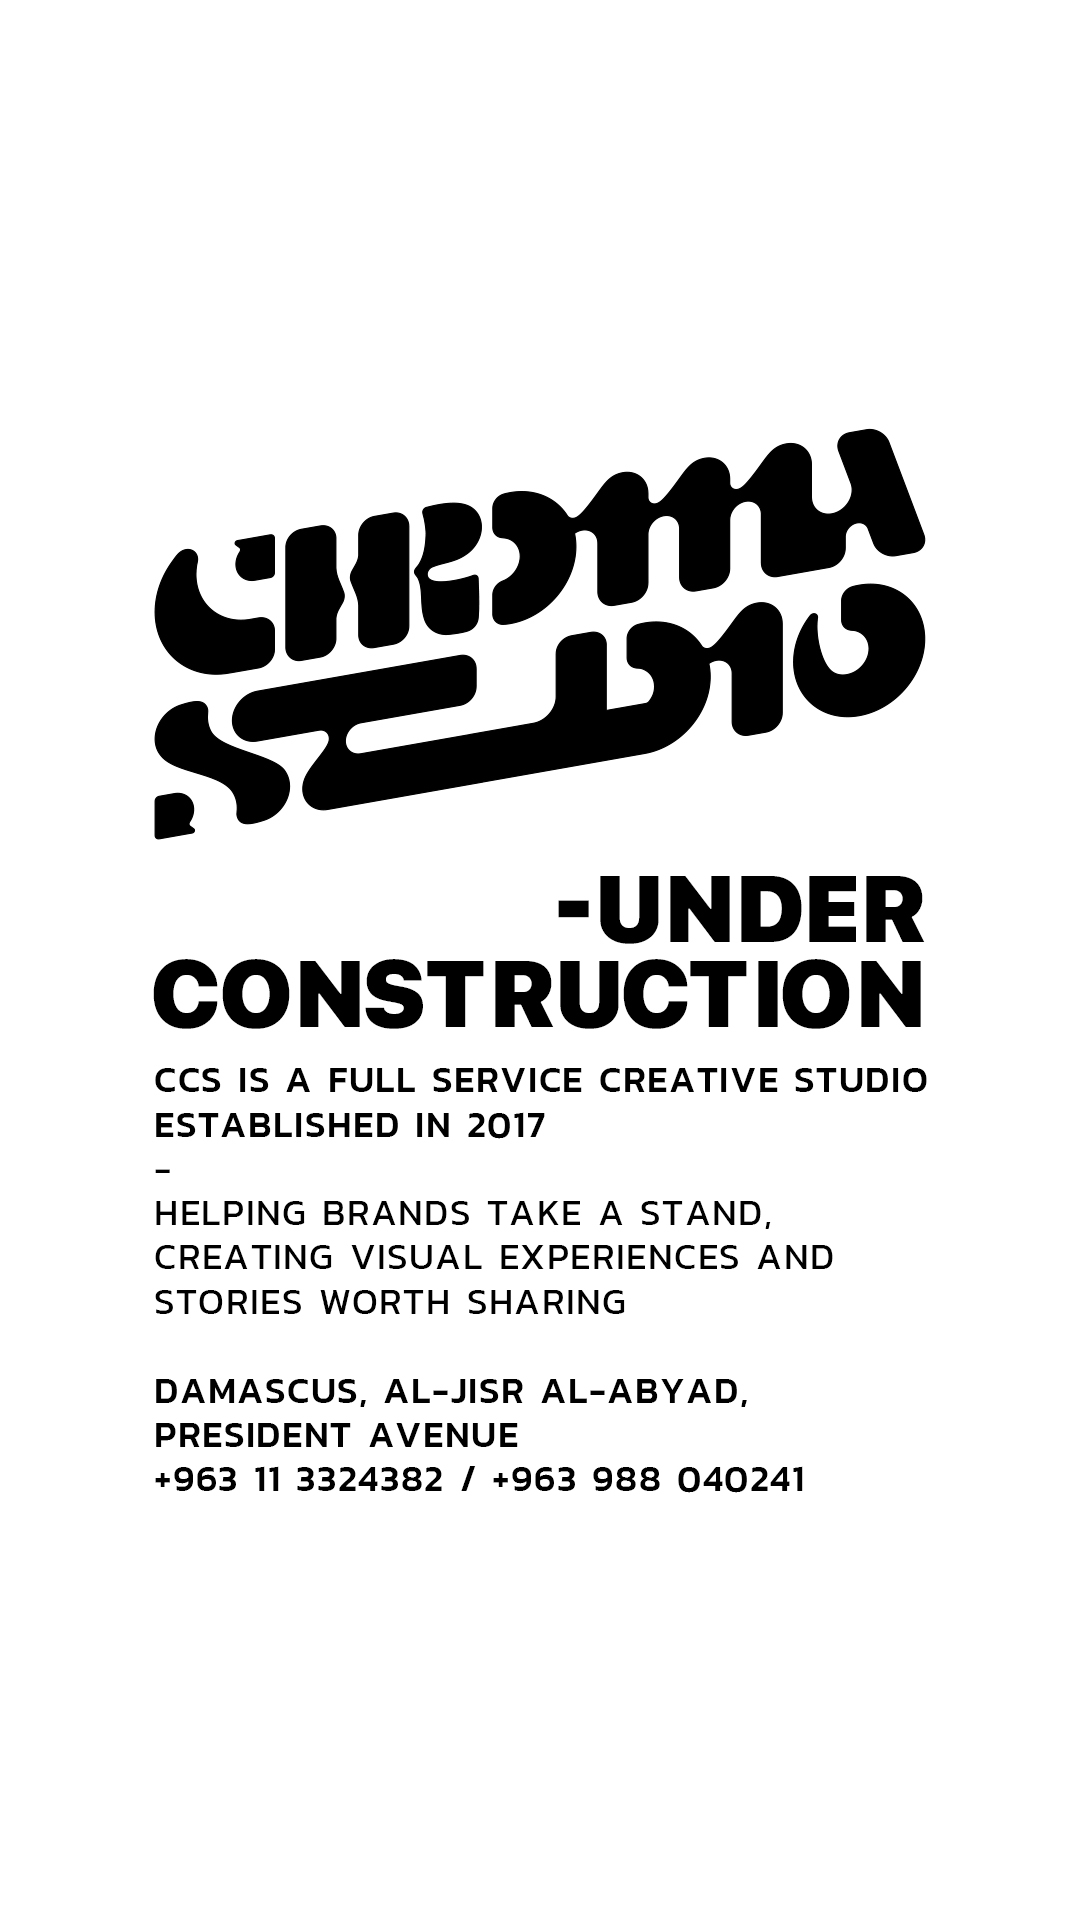 CHROMA
STUDIO
-UNDER
CONSTRUCTION
CCS IS A FULL SERVICE CREATIVE STUDIO
ESTABLISHED IN 2017
-
HELPING BRANDS TAKE A STAND,
CREATING VISUAL EXPERIENCES AND
STORIES WORTH SHARING
DAMASCUS, AL-JISR AL-ABYAD,
PRESIDENT AVENUE
+963 11 3324382 / +963 988 040241